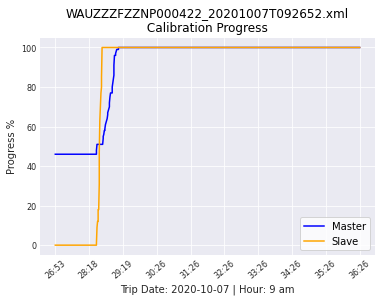 WAUZZZFZZNP000422_20201007T092652.xml
Calibration Progress
Progress %
100
80
60
40
20
0
26:53
28:18
29:19
30:26
31:26
32:26
33:26
34:26
35:26
36:26
Master
Slave
Trip Date: 2020-10-07 | Hour: 9 am